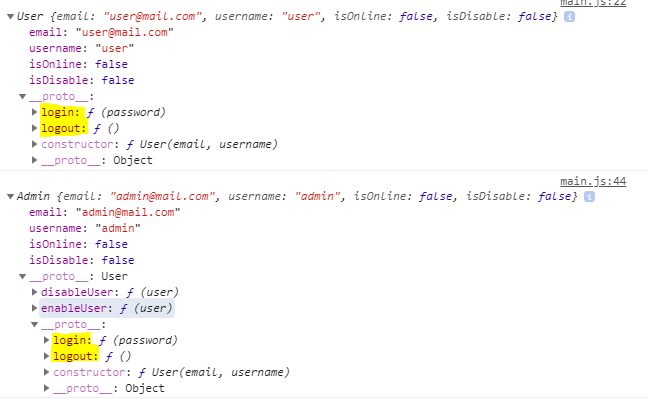 main.js:22
▼User {email: "user@mail.com", username: "user", isOnline: false, isDisable: false} i
email: "user@mail.com"
username: "user"
isOnline: false
isDisable: false
▼__proto__:
▶login: ƒ (password)
▶logout: ƒ ()
▶constructor: ƒ User(email, username)
▶__proto__: Object
main.js:44
▼Admin {email: "admin@mail.com", username: "admin", isOnline: false, isDisable: false} i
email: "admin@mail.com"
username: "admin"
isOnline: false
isDisable: false
▼__proto__: User
▶disableUser: ƒ (user)
▶enableUser: ƒ (user)
▼__proto__:
▶login: ƒ (password)
▶logout: ƒ ()
▶constructor: ƒ User(email, username)
▶__proto__: Object